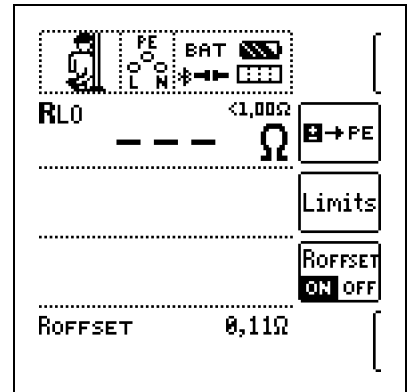 PE
BAT
L N
RLO <1,00Ω
– – – Ω
±→PE
Limits
ROFFSET
ON OFF
ROFFSET 0,11Ω